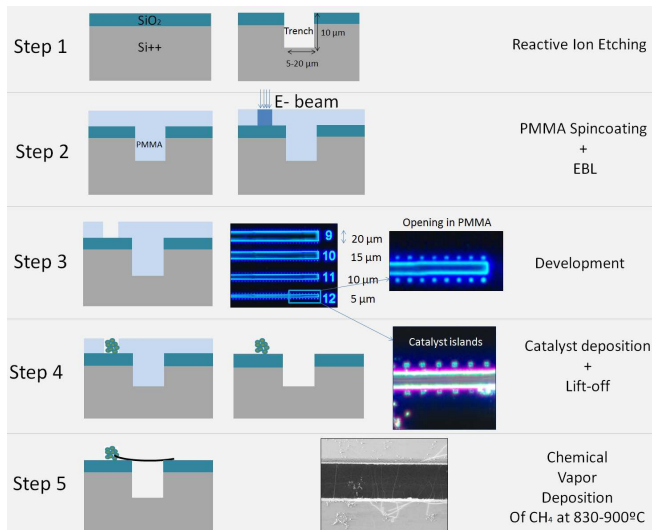 Step 1
SiO₂
Si++
Trench
10 µm
5-20 µm
Reactive Ion Etching
Step 2
PMMA
E- beam
PMMA Spincoating
+
EBL
Step 3
9
10
11
12
20 µm
15 µm
10 µm
5 µm
Opening in PMMA
Development
Step 4
Catalyst islands
Catalyst deposition
+
Lift-off
Step 5
Chemical
Vapor
Deposition
Of CH₄ at 830-900ºC